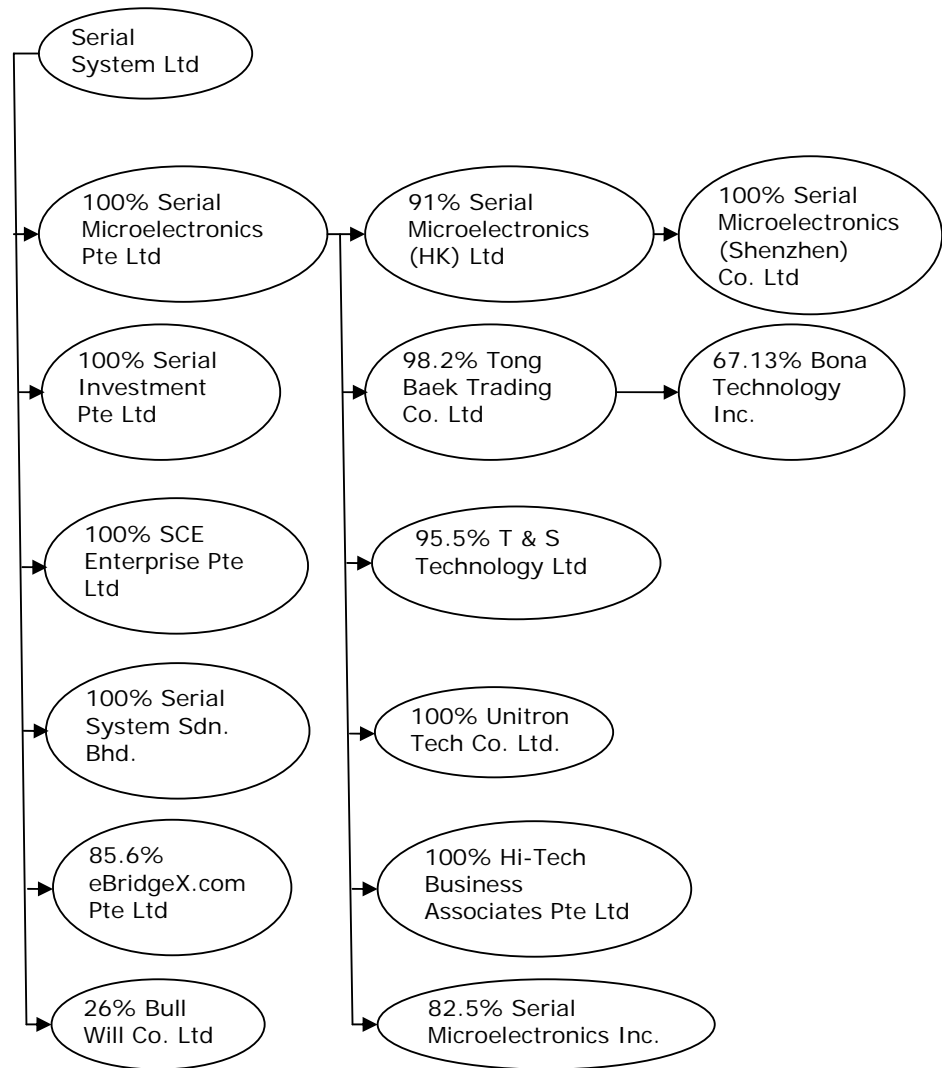 Serial
System Ltd
100% Serial
Microelectronics
Pte Ltd
91% Serial
Microelectronics
(HK) Ltd
100% Serial
Microelectronics
(Shenzhen)
Co. Ltd
100% Serial
Investment
Pte Ltd
98.2% Tong
Baek Trading
Co. Ltd
67.13% Bona
Technology
Inc.
100% SCE
Enterprise Pte
Ltd
95.5% T & S
Technology Ltd
100% Serial
System Sdn.
Bhd.
100% Unitron
Tech Co. Ltd.
85.6%
eBridgeX.com
Pte Ltd
100% Hi-Tech
Business
Associates Pte Ltd
26% Bull
Will Co. Ltd
82.5% Serial
Microelectronics Inc.